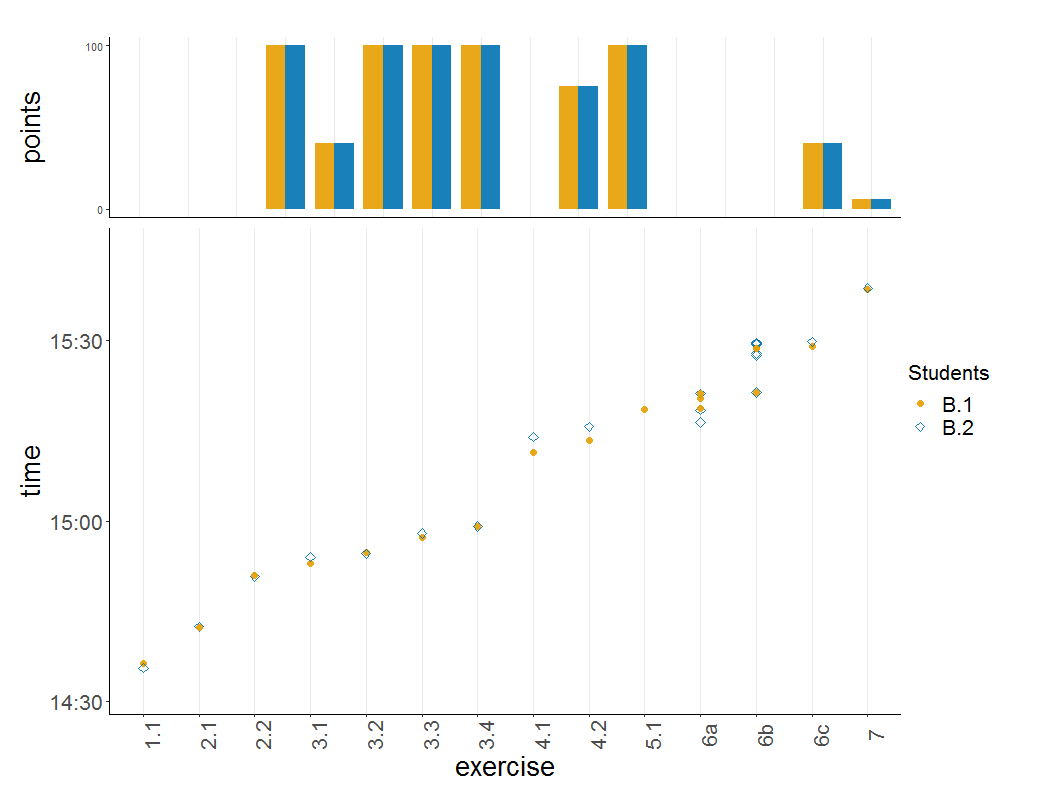 points
100
0
time
15:30
15:00
14:30
1.1
2.1
2.2
3.1
3.2
3.3
3.4
4.1
4.2
5.1
6a
6b
6c
7
exercise
Students
B.1
B.2